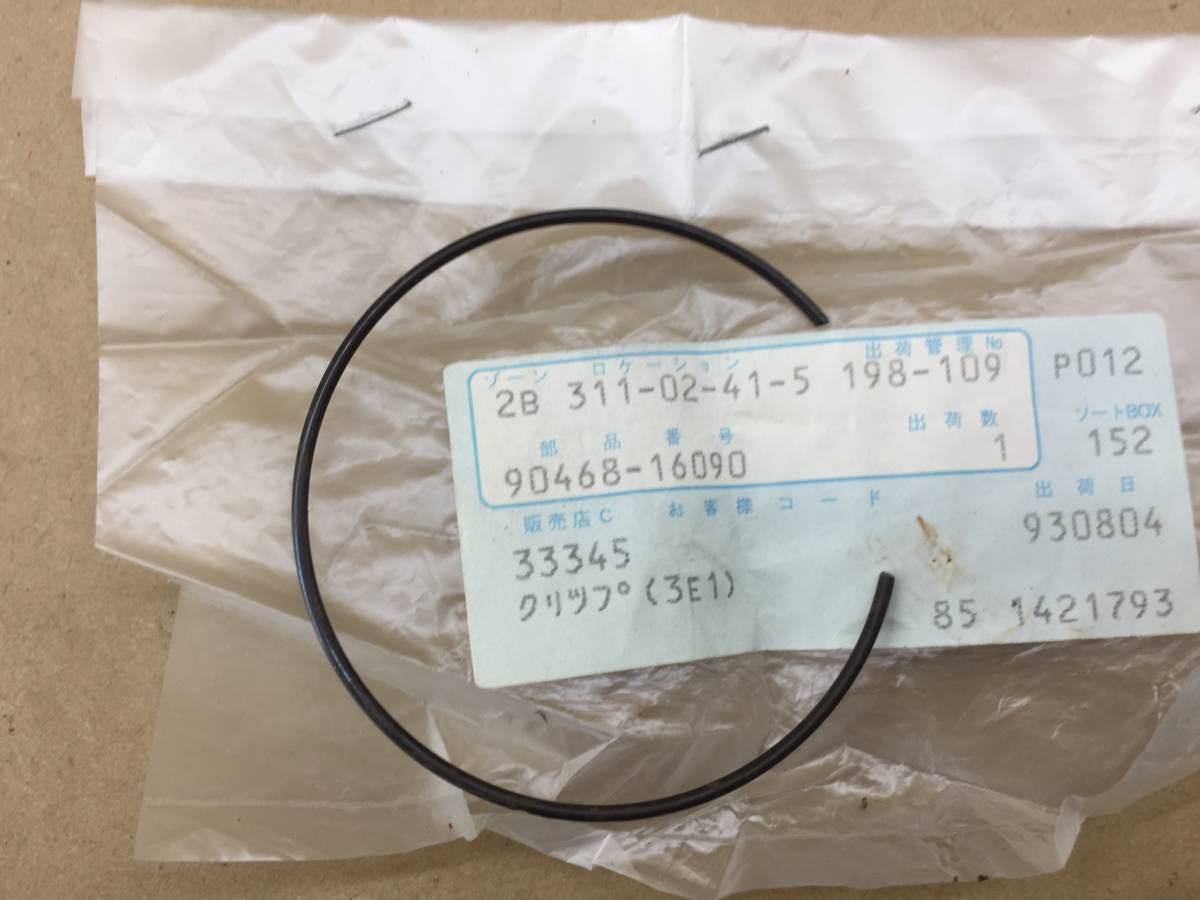 ゾーン ロケーション 出荷管理No
2B 311-02-41-5 198-109 P012
部品番号 出荷数 ソートBOX
90468-16090 1 152
販売店C お客様コード 出荷日
33345 930804
クリップ(3E1) 85 1421793